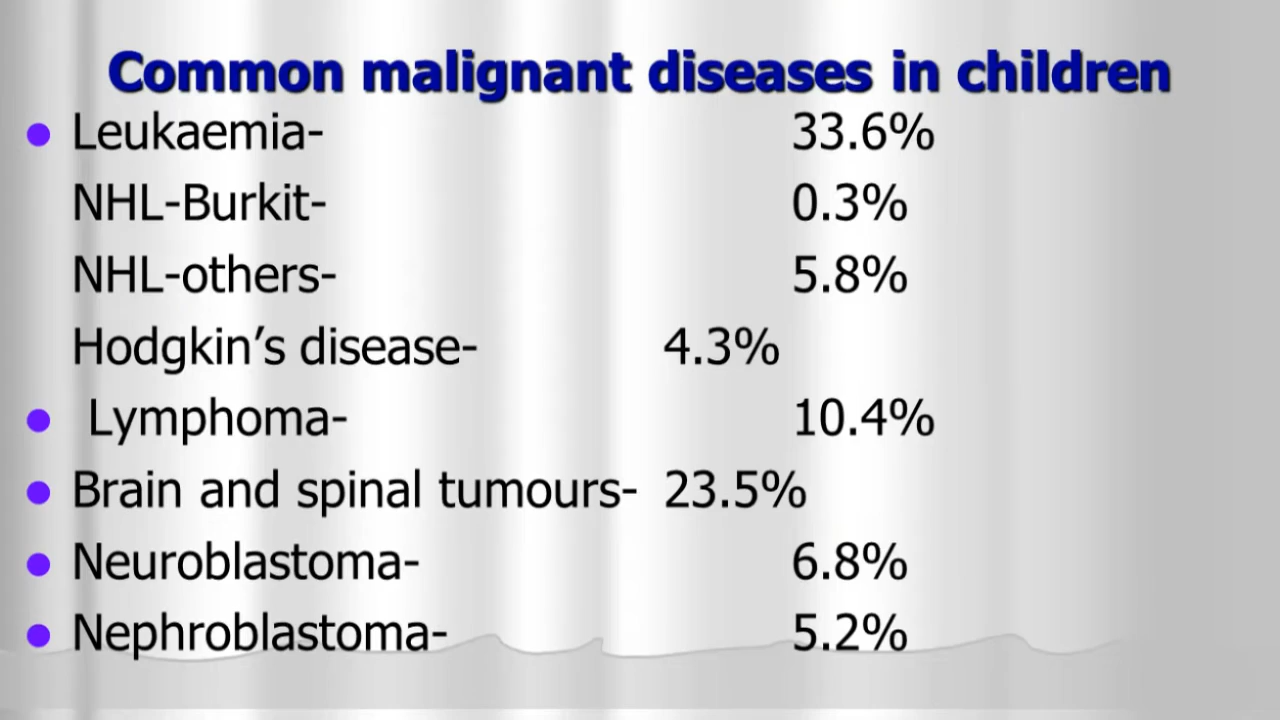 Common malignant diseases in children
Leukaemia- 33.6%
NHL-Burkit- 0.3%
NHL-others- 5.8%
Hodgkin’s disease- 4.3%
Lymphoma- 10.4%
Brain and spinal tumours- 23.5%
Neuroblastoma- 6.8%
Nephroblastoma- 5.2%